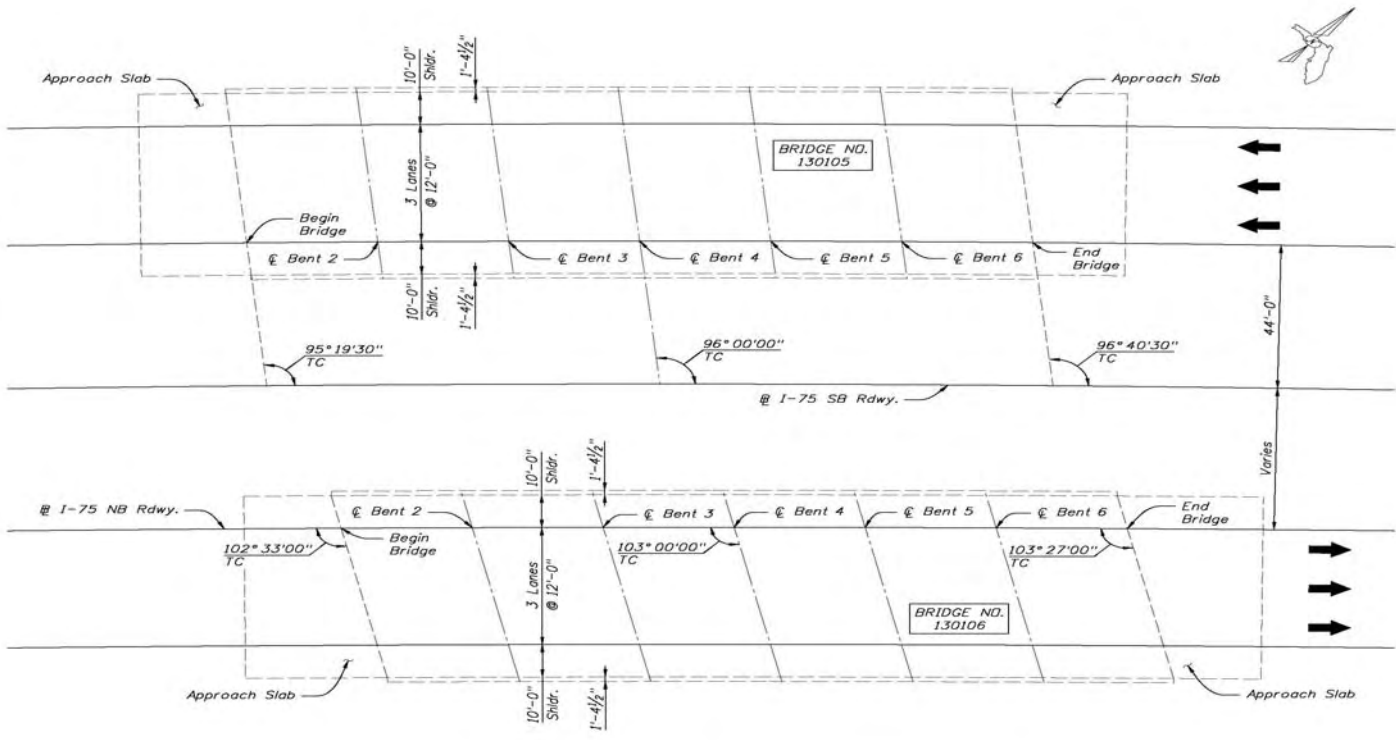 10'-0"
Shldr.
1'-4½"
Approach Slab
Approach Slab
BRIDGE NO.
130105
3 Lanes
@ 12'-0"
Begin
Bridge
℄ Bent 2
℄ Bent 3
℄ Bent 4
℄ Bent 5
℄ Bent 6
End
Bridge
10'-0"
Shldr.
1'-4½"
44'-0"
95°19'30"
TC
96°00'00"
TC
96°40'30"
TC
I-75 SB Rdwy.
Varies
10'-0"
Shldr.
1'-4½"
I-75 NB Rdwy.
℄ Bent 2
℄ Bent 3
℄ Bent 4
℄ Bent 5
℄ Bent 6
End
Bridge
102°33'00"
TC
Begin
Bridge
103°00'00"
TC
103°27'00"
TC
3 Lanes
@ 12'-0"
BRIDGE NO.
130106
Approach Slab
10'-0"
Shldr.
1'-4½"
Approach Slab